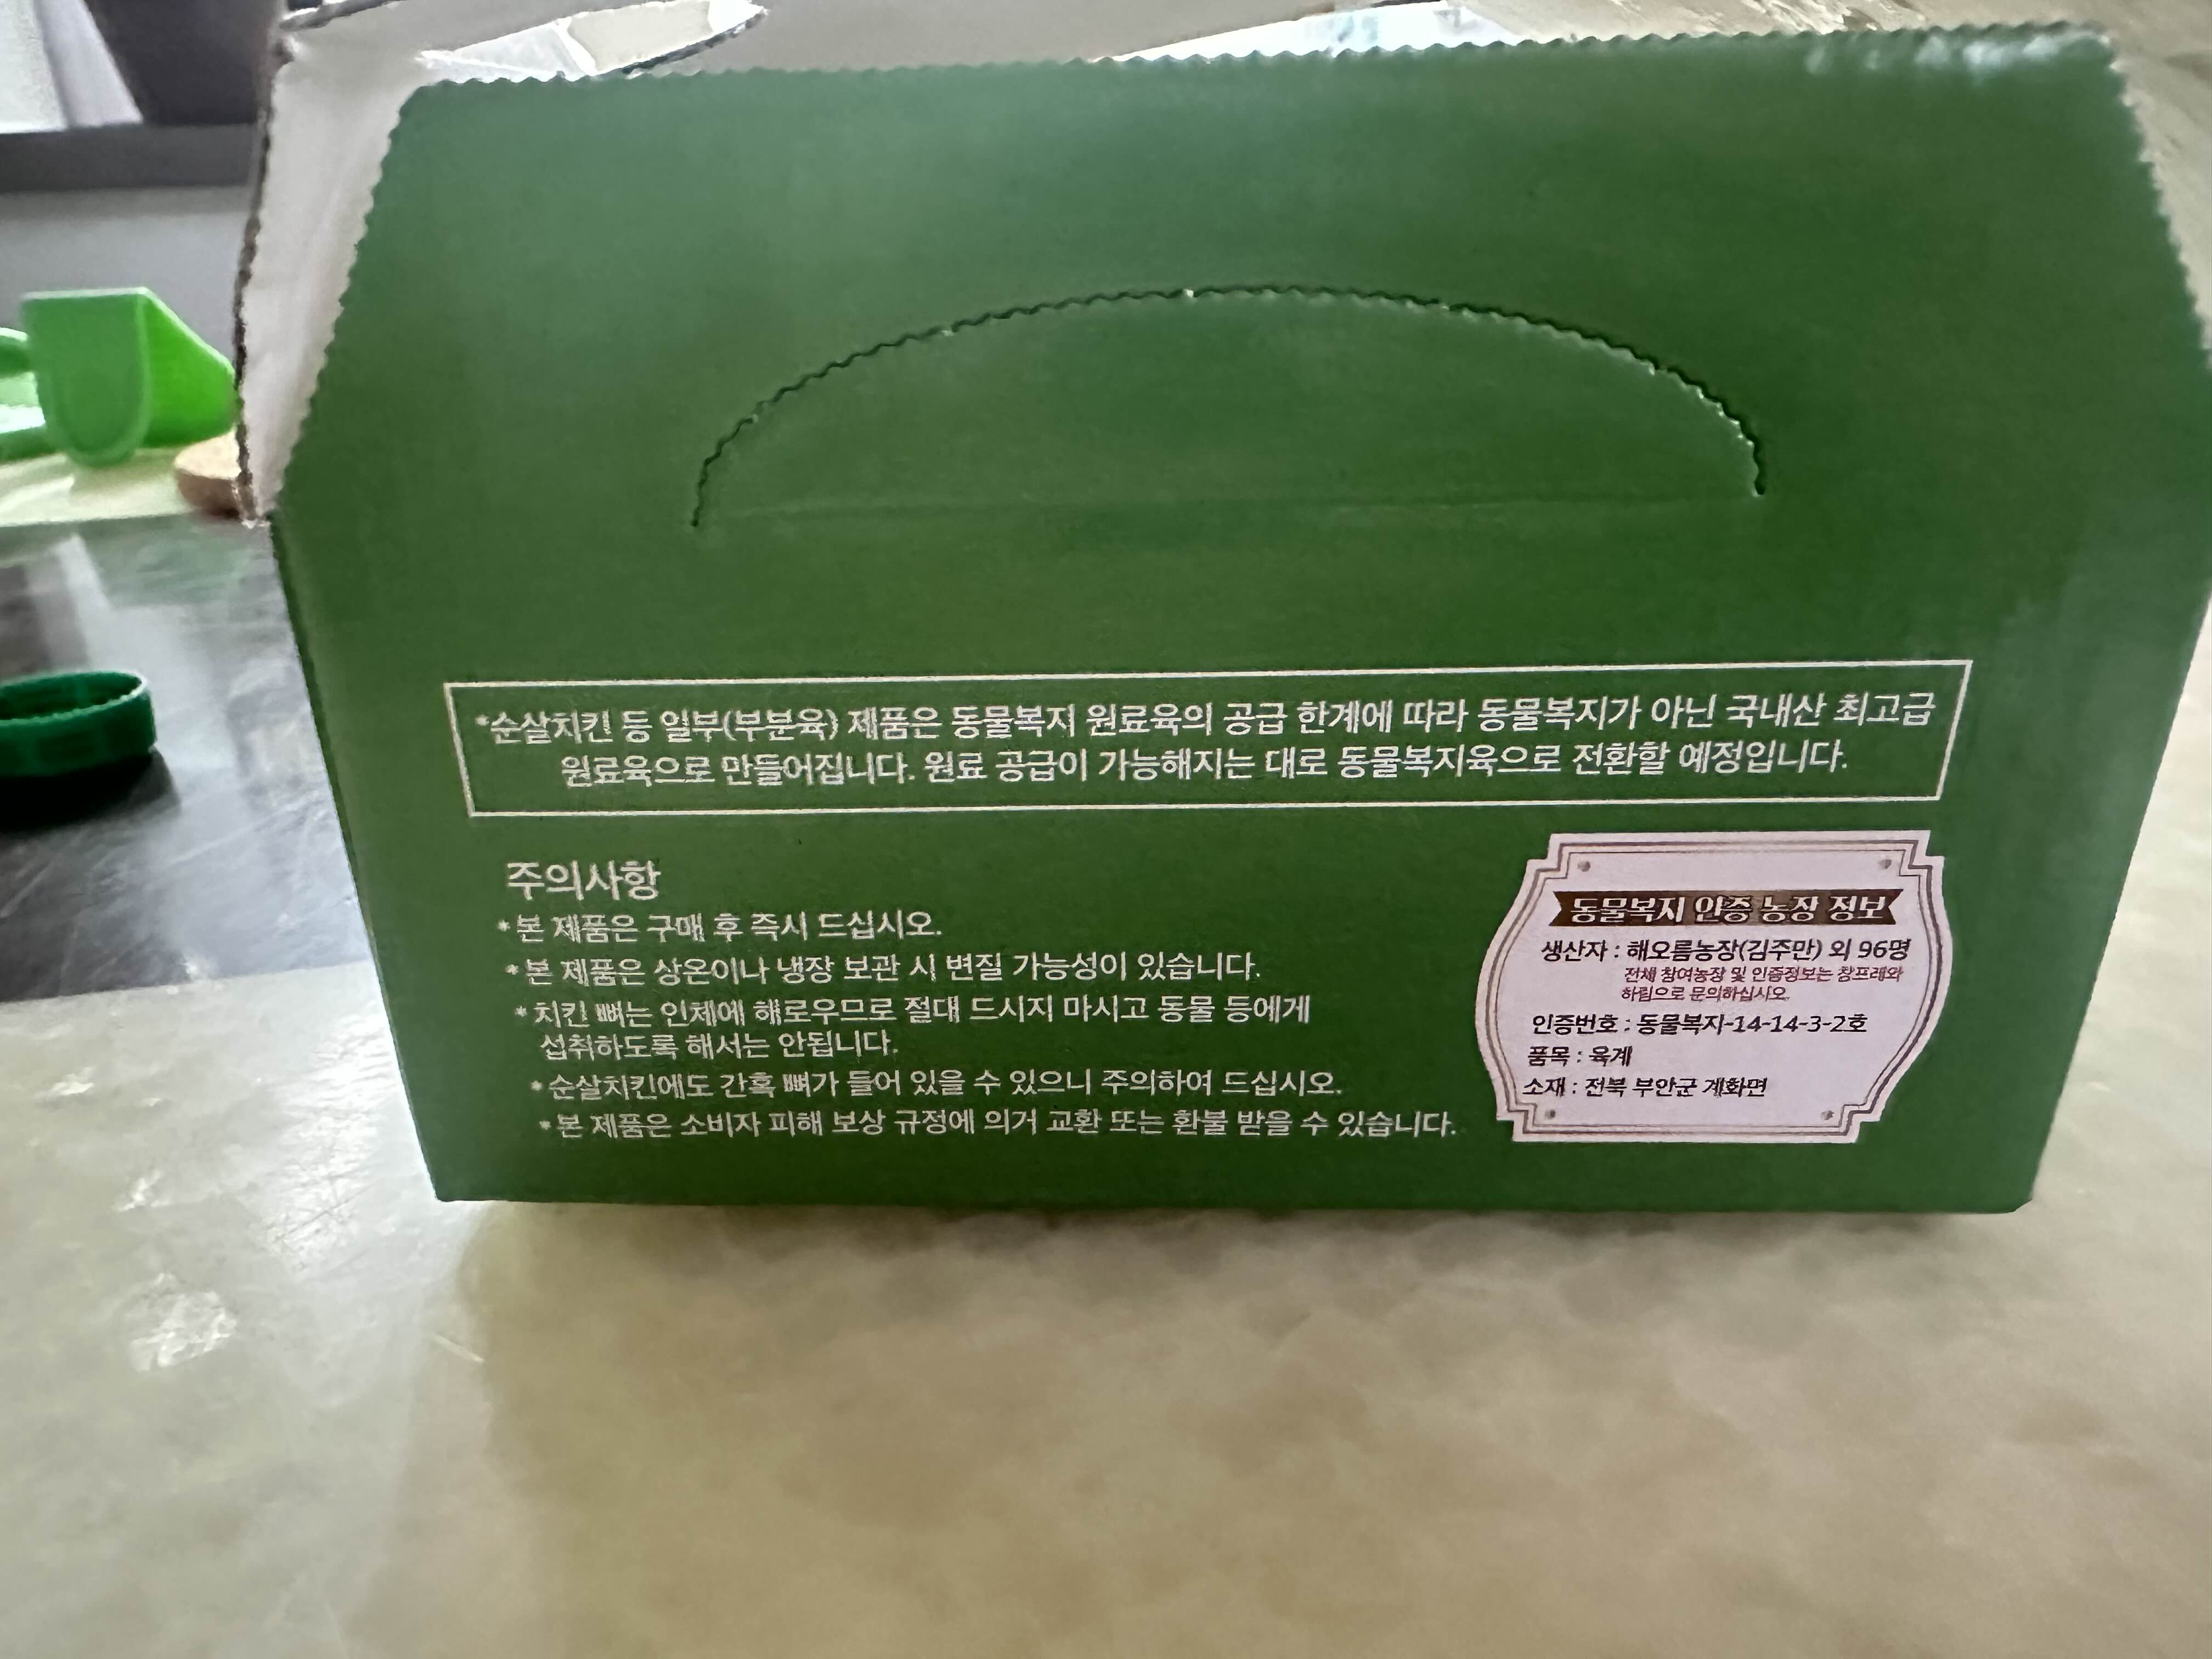 *순살치킨 등 일부(부분육) 제품은 동물복지 원료육의 공급 한계에 따라 동물복지가 아닌 국내산 최고급
원료육으로 만들어집니다. 원료 공급이 가능해지는 대로 동물복지육으로 전환할 예정입니다.
주의사항
*본 제품은 구매 후 즉시 드십시오.
*본 제품은 상온이나 냉장 보관 시 변질 가능성이 있습니다.
*치킨 뼈는 인체에 해로우므로 절대 드시지 마시고 동물 등에게
섭취하도록 해서는 안됩니다.
*순살치킨에도 간혹 뼈가 들어 있을 수 있으니 주의하여 드십시오.
*본 제품은 소비자 피해 보상 규정에 의거 교환 또는 환불 받을 수 있습니다.
동물복지 인증 농장 정보
생산자 : 해오름농장(김주만) 외 96명
전체 참여농장 및 인증정보는 참프레와
하림으로 문의하십시오.
인증번호 : 동물복지-14-14-3-2호
품목 : 육계
소재 : 전북 부안군 계화면